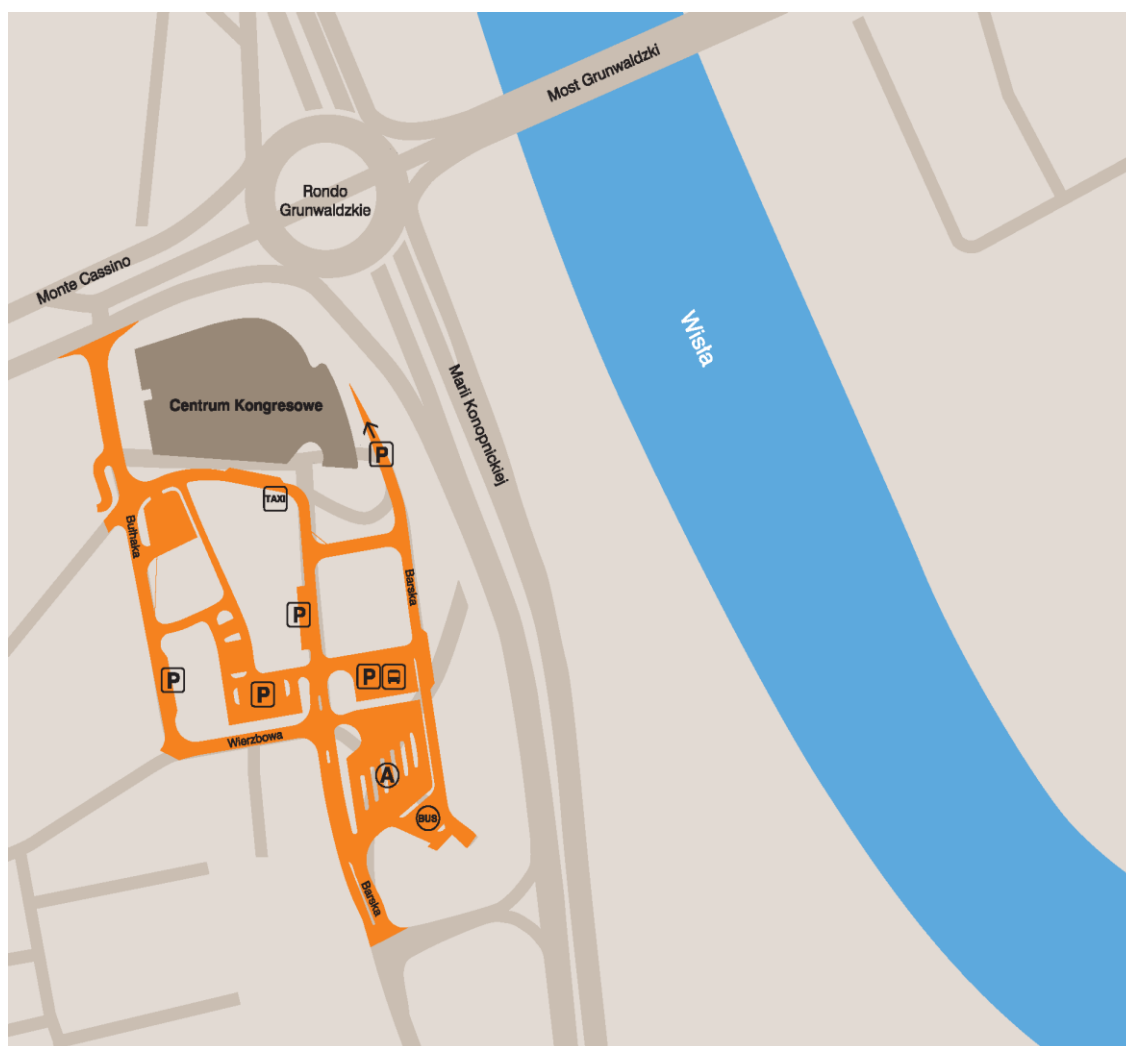 Most Grunwaldzki
Rondo
Grunwaldzkie
Monte Cassino
Wisła
Marii Konopnickiej
Centrum Kongresowe
P
TAXI
Bułhaka
Barska
P
P
P
P
Wierzbowa
A
BUS
Barska